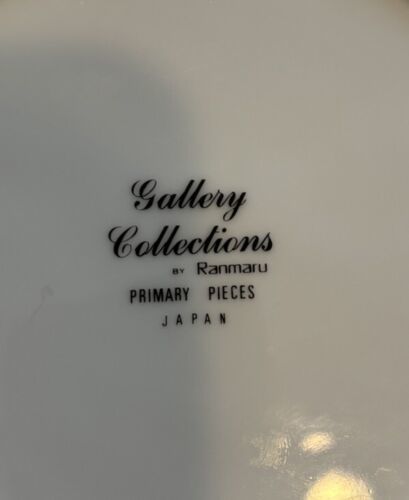 Gallery
Collections
BY Ranmaru
PRIMARY PIECES
JAPAN